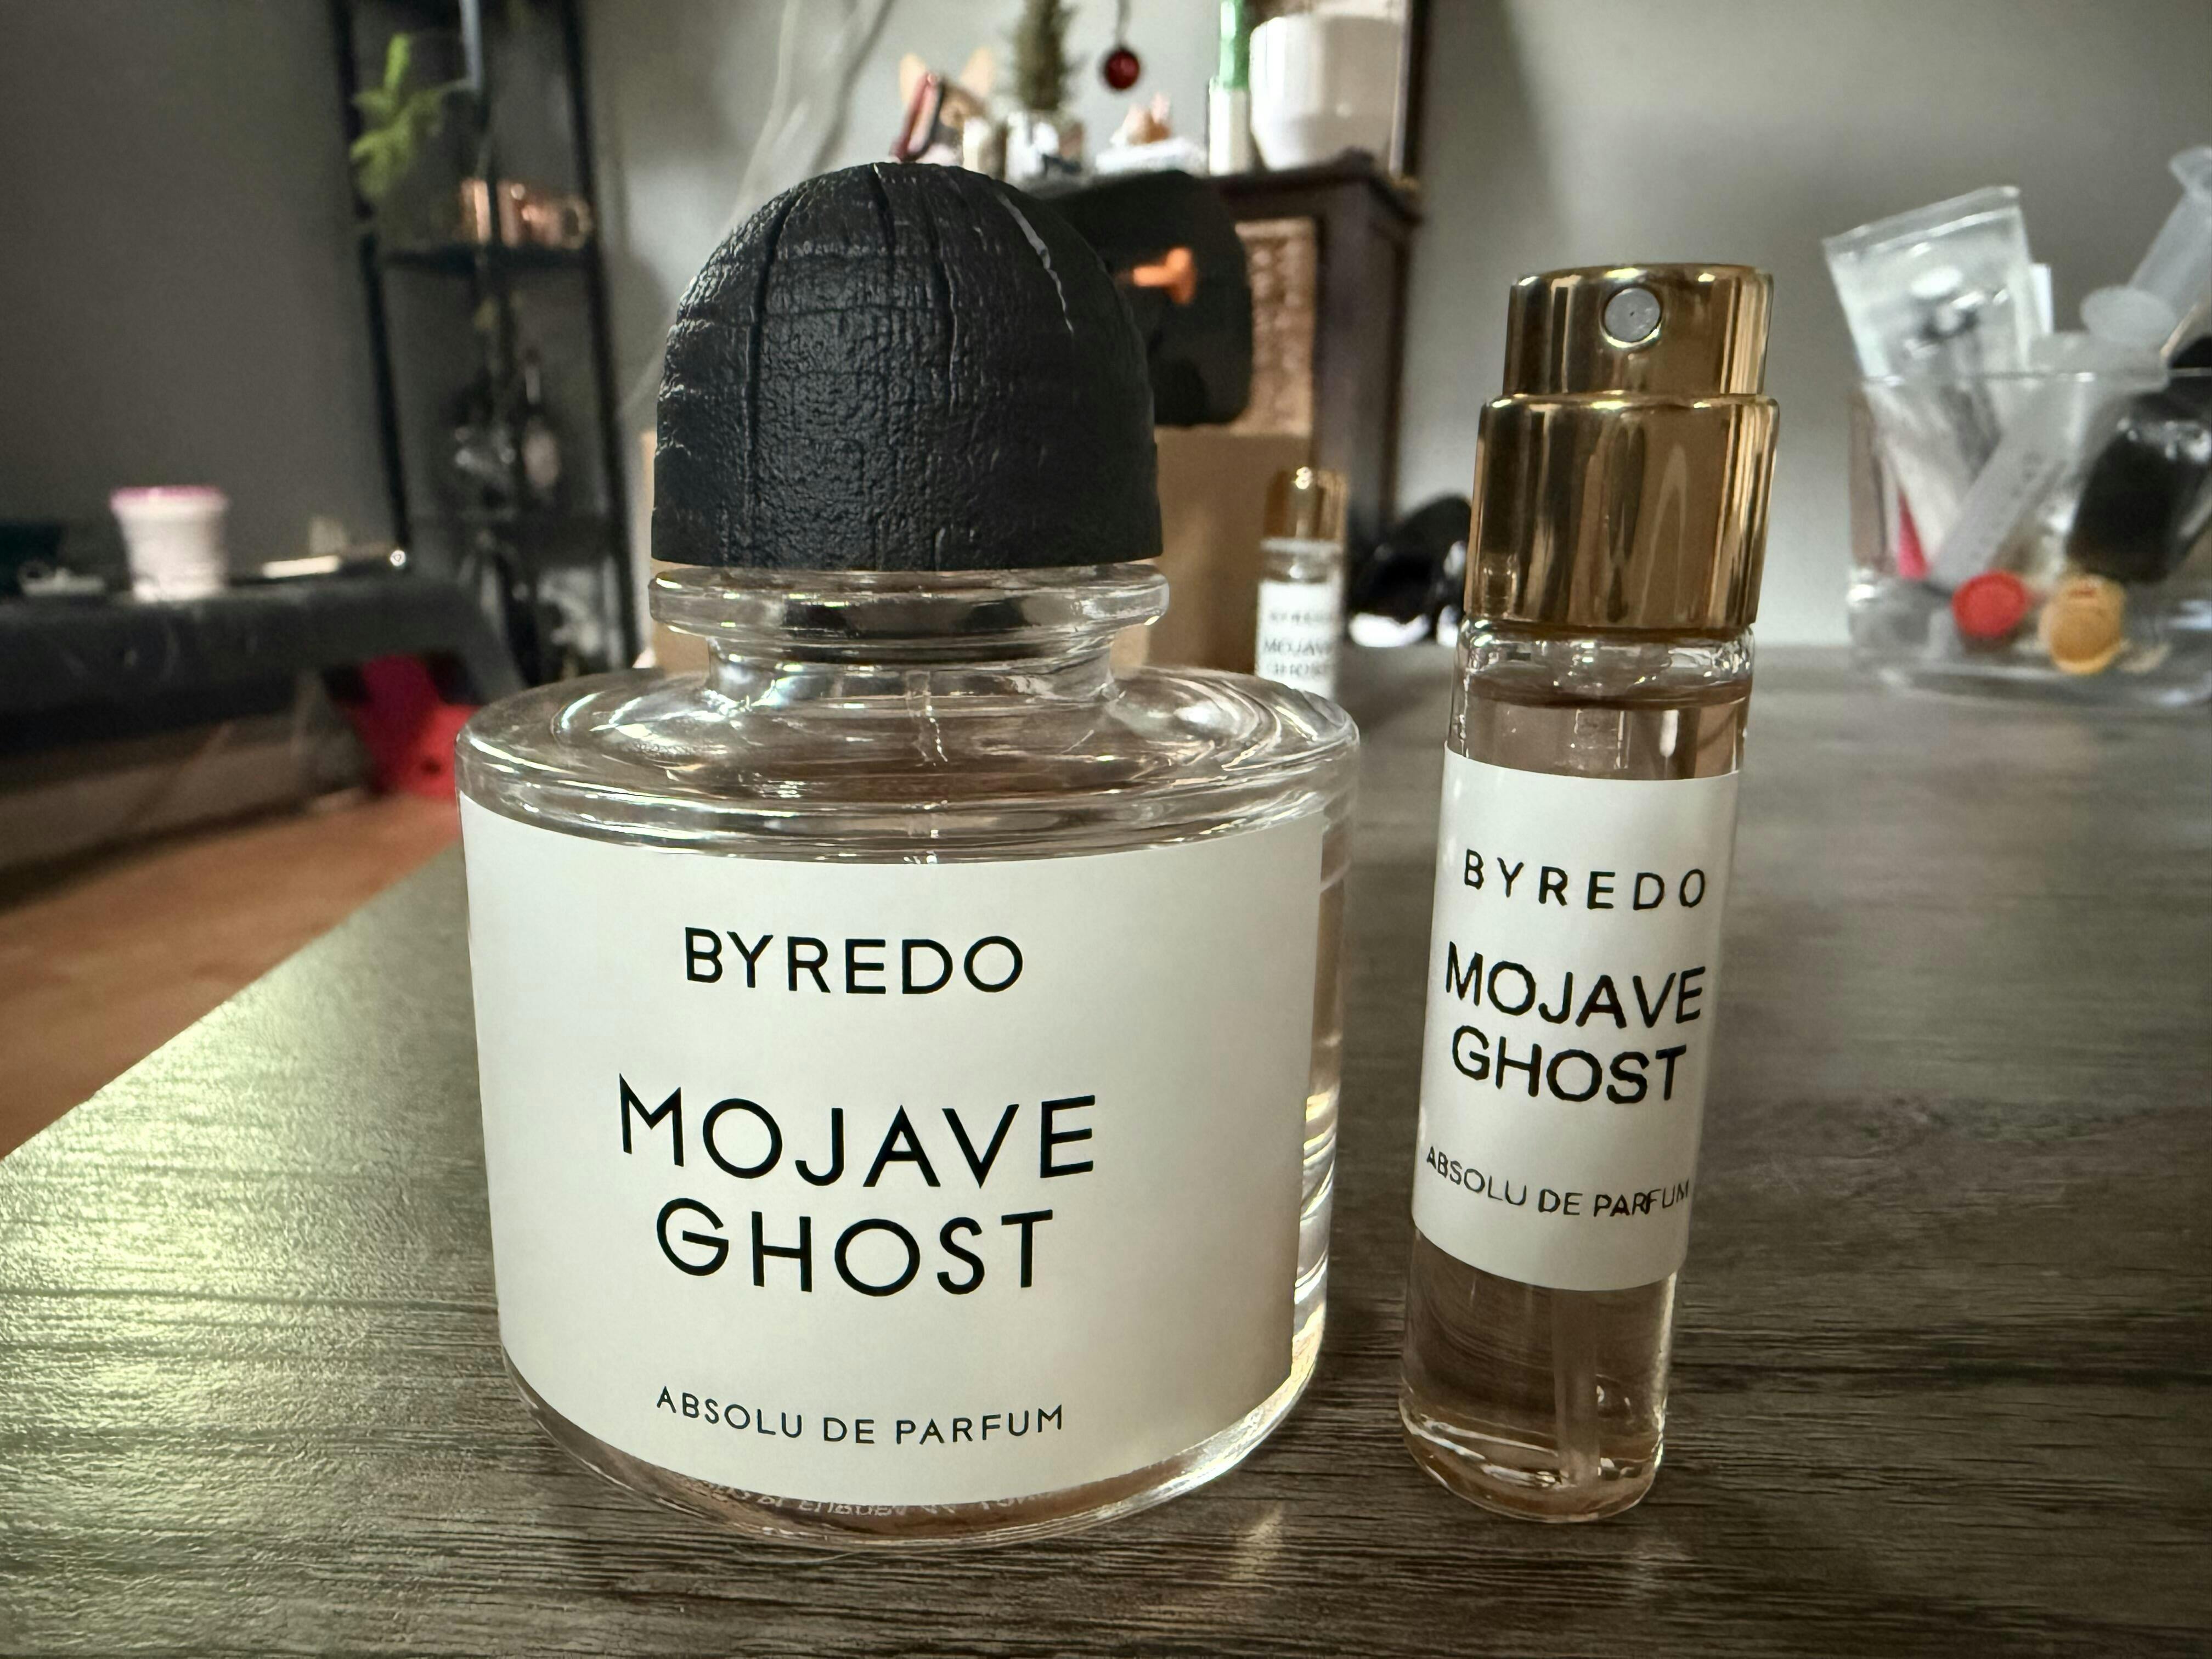 BYREDO
MOJAVE
GHOST
ABSOLU DE PARFUM
BYREDO
MOJAVE
GHOST
ABSOLU DE PARFUM
BYREDO
MOJAVE
GHOST